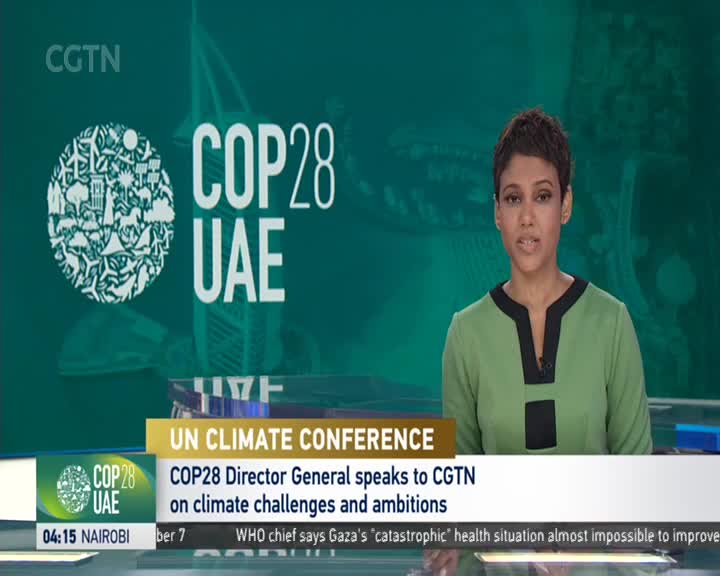 CGTN
COP28
UAE
UN CLIMATE CONFERENCE
COP28 Director General speaks to CGTN
on climate challenges and ambitions
COP28
UAE
04:15 NAIROBI
ber 7 WHO chief says Gaza's "catastrophic" health situation almost impossible to improve